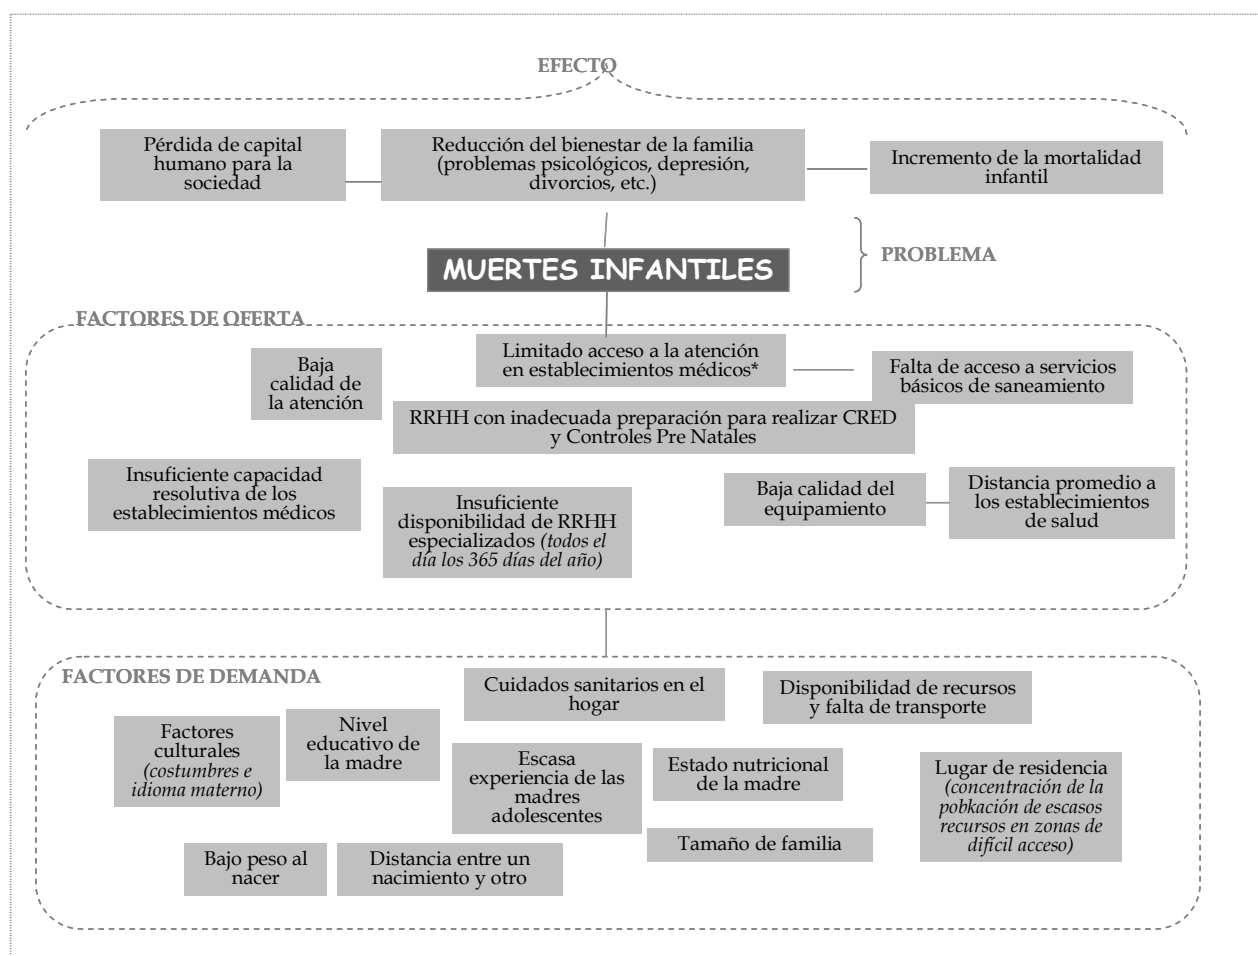 EFECTO
Pérdida de capital
humano para la
sociedad
Reducción del bienestar de la familia
(problemas psicológicos, depresión,
divorcios, etc.)
Incremento de la mortalidad
infantil
MUERTES INFANTILES
PROBLEMA
FACTORES DE OFERTA
Baja
calidad de
la atención
Limitado acceso a la atención
en establecimientos médicos*
Falta de acceso a servicios
básicos de saneamiento
RRHH con inadecuada preparación para realizar CRED
y Controles Pre Natales
Insuficiente capacidad
resolutiva de los
establecimientos médicos
Insuficiente
disponibilidad de RRHH
especializados (todos el
día los 365 días del año)
Baja calidad del
equipamiento
Distancia promedio a
los establecimientos
de salud
FACTORES DE DEMANDA
Cuidados sanitarios en el
hogar
Disponibilidad de recursos
y falta de transporte
Factores
culturales
(costumbres e
idioma materno)
Nivel
educativo de
la madre
Escasa
experiencia de las
madres
adolescentes
Estado nutricional
de la madre
Lugar de residencia
(concentración de la
pobkación de escasos
recursos en zonas de
difícil acceso)
Tamaño de familia
Bajo peso al
nacer
Distancia entre un
nacimiento y otro